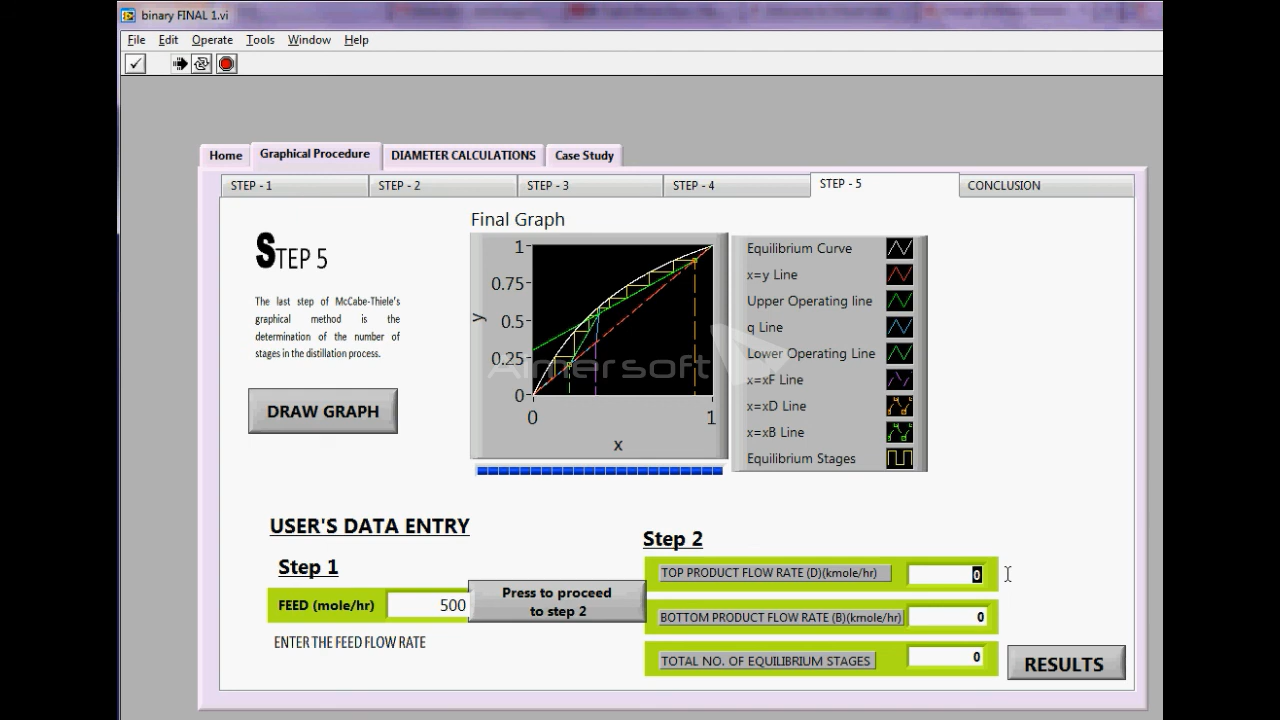 binary FINAL 1.vi
File Edit Operate Tools Window Help
Home Graphical Procedure DIAMETER CALCULATIONS Case Study
STEP - 1 STEP - 2 STEP - 3 STEP - 4 STEP - 5 CONCLUSION
STEP 5
The last step of McCabe-Thiele's
graphical method is the
determination of the number of
stages in the distillation process.
DRAW GRAPH
Final Graph
1
0.75
0.5
0.25
0
y
0 1
x
Aimersoft
Equilibrium Curve
x=y Line
Upper Operating line
q Line
Lower Operating Line
x=xF Line
x=xD Line
x=xB Line
Equilibrium Stages
USER'S DATA ENTRY
Step 1
FEED (mole/hr) 500
ENTER THE FEED FLOW RATE
Press to proceed
to step 2
Step 2
TOP PRODUCT FLOW RATE (D)(kmole/hr) 0
BOTTOM PRODUCT FLOW RATE (B)(kmole/hr) 0
TOTAL NO. OF EQUILIBRIUM STAGES 0
RESULTS